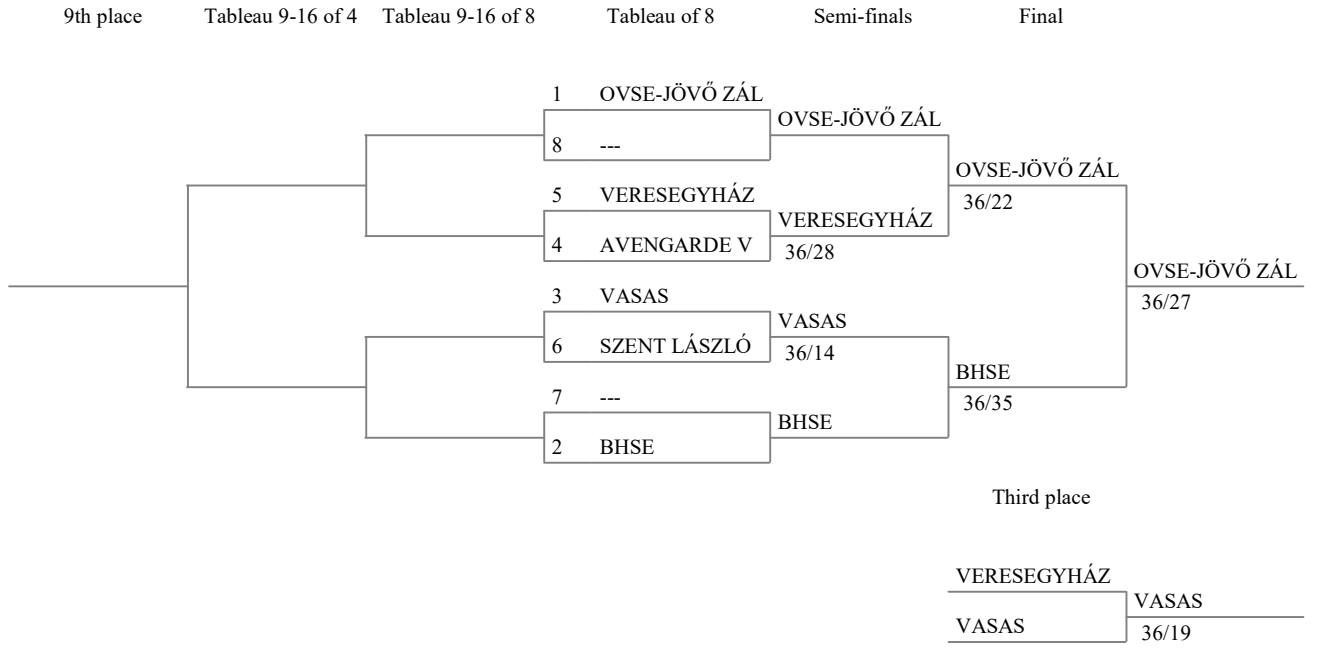 9th place Tableau 9-16 of 4 Tableau 9-16 of 8 Tableau of 8 Semi-finals Final
1 OVSE-JÖVŐ ZÁL
OVSE-JÖVŐ ZÁL
8 ---
OVSE-JÖVŐ ZÁL
5 VERESEGYHÁZ
36/22
VERESEGYHÁZ
4 AVENGARDE V
36/28
OVSE-JÖVŐ ZÁL
3 VASAS
36/27
VASAS
6 SZENT LÁSZLÓ
36/14
BHSE
7 ---
36/35
BHSE
2 BHSE
Third place
VERESEGYHÁZ
VASAS
VASAS
36/19